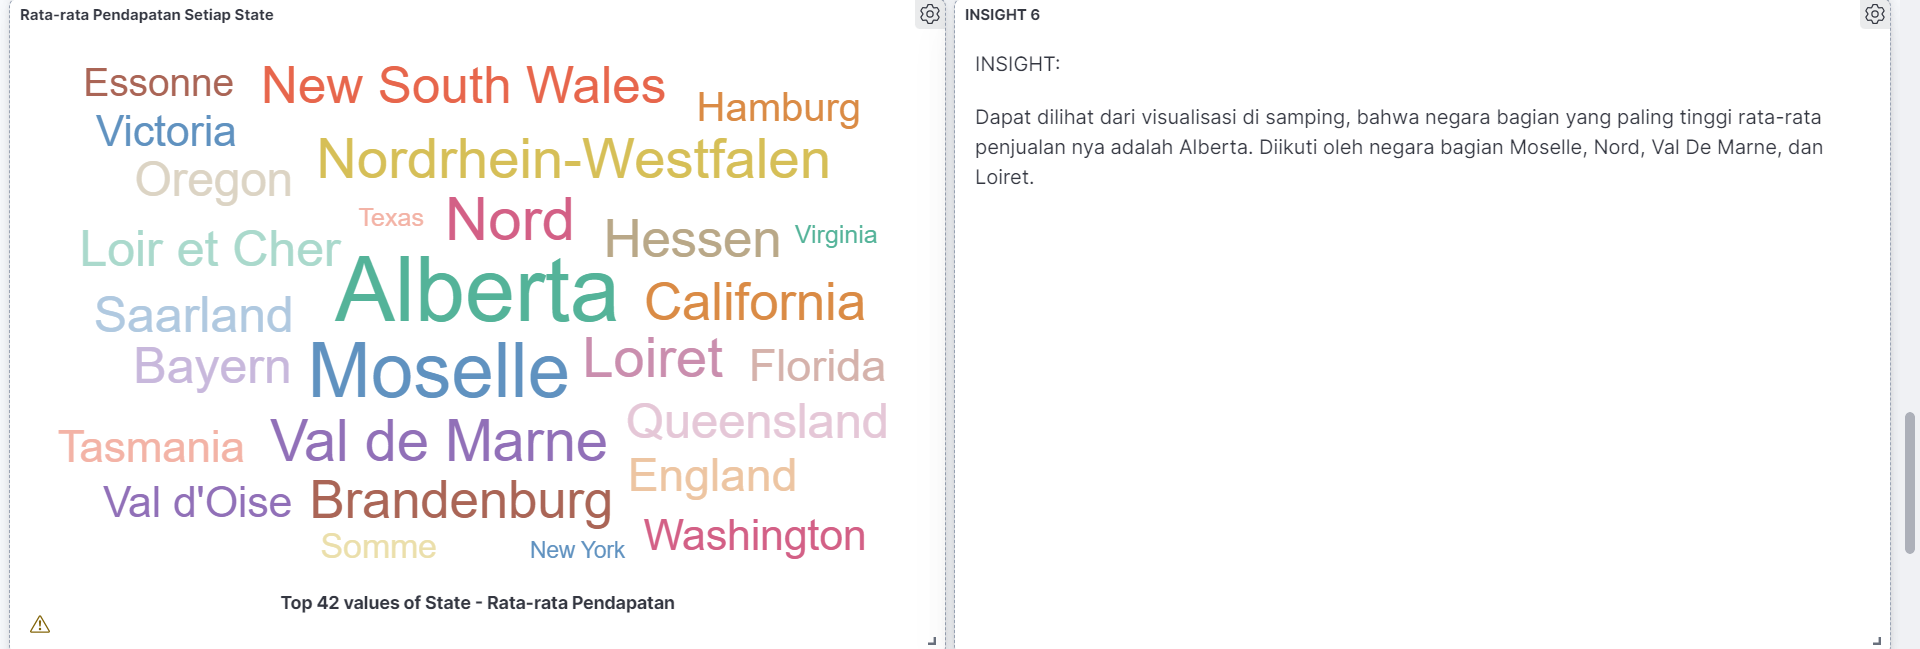 Rata-rata Pendapatan Setiap State
Essonne
New South Wales
Hamburg
Victoria
Nordrhein-Westfalen
Oregon
Texas
Nord
Hessen
Virginia
Loir et Cher
Alberta
California
Saarland
Bayern
Moselle
Loiret
Florida
Queensland
Tasmania
Val de Marne
England
Val d'Oise
Brandenburg
Washington
Somme
New York
Top 42 values of State - Rata-rata Pendapatan
INSIGHT 6
INSIGHT:
Dapat dilihat dari visualisasi di samping, bahwa negara bagian yang paling tinggi rata-rata
penjualan nya adalah Alberta. Diikuti oleh negara bagian Moselle, Nord, Val De Marne, dan
Loiret.